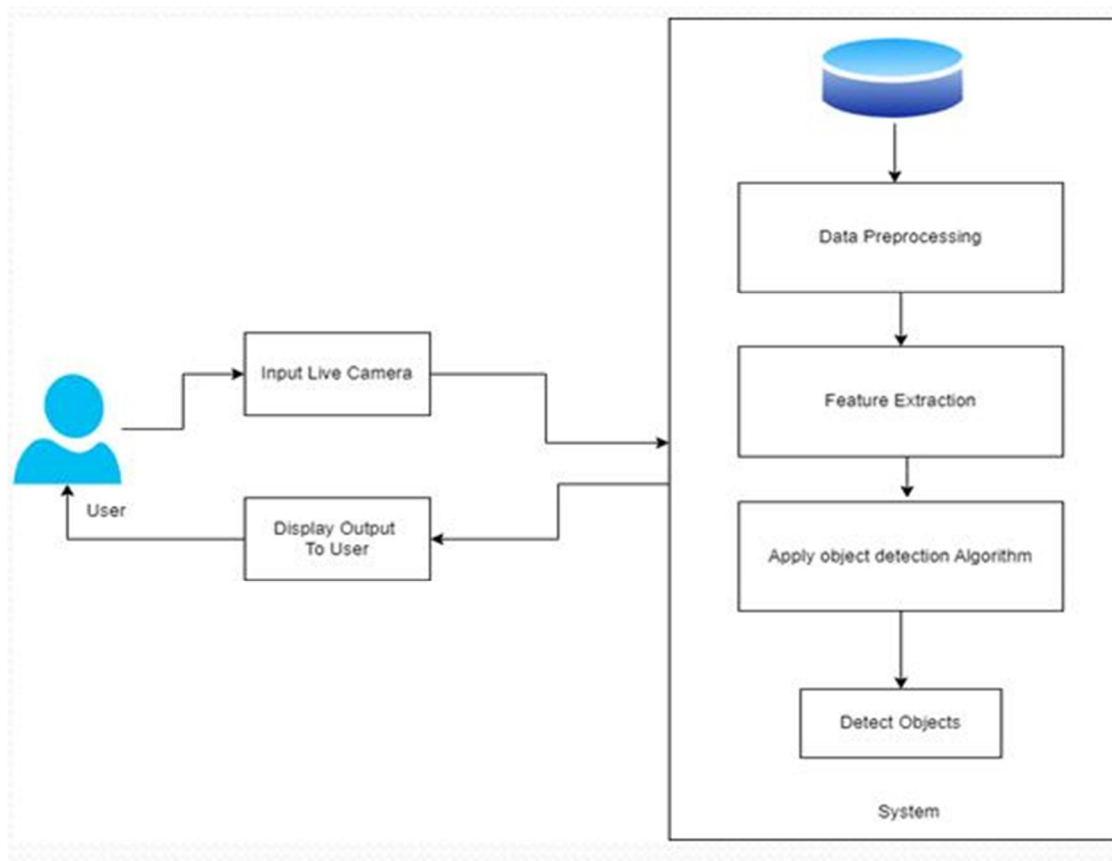 Data Preprocessing
Input Live Camera
Feature Extraction
User
Display Output
To User
Apply object detection Algorithm
Detect Objects
System